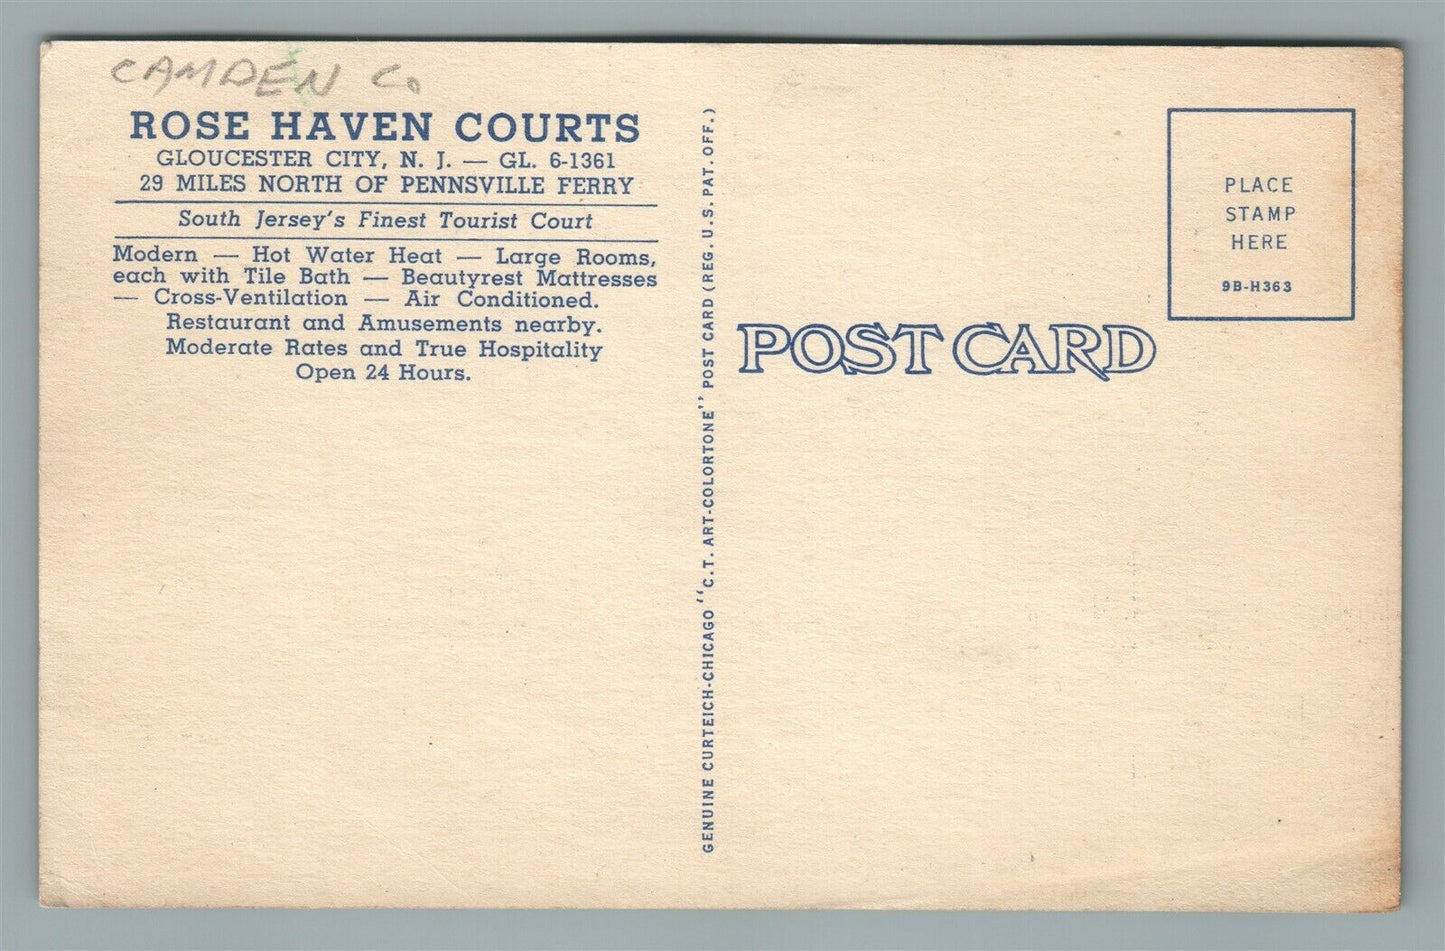 CAMDEN Co
ROSE HAVEN COURTS
GLOUCESTER CITY, N. J. — GL. 6-1361
29 MILES NORTH OF PENNSVILLE FERRY
South Jersey's Finest Tourist Court
Modern — Hot Water Heat — Large Rooms,
each with Tile Bath — Beautyrest Mattresses
— Cross-Ventilation — Air Conditioned.
Restaurant and Amusements nearby.
Moderate Rates and True Hospitality
Open 24 Hours.
GENUINE CURTEICH-CHICAGO "C.T. ART-COLORTONE" POST CARD (REG. U.S. PAT. OFF.)
POST CARD
PLACE
STAMP
HERE
9B-H363